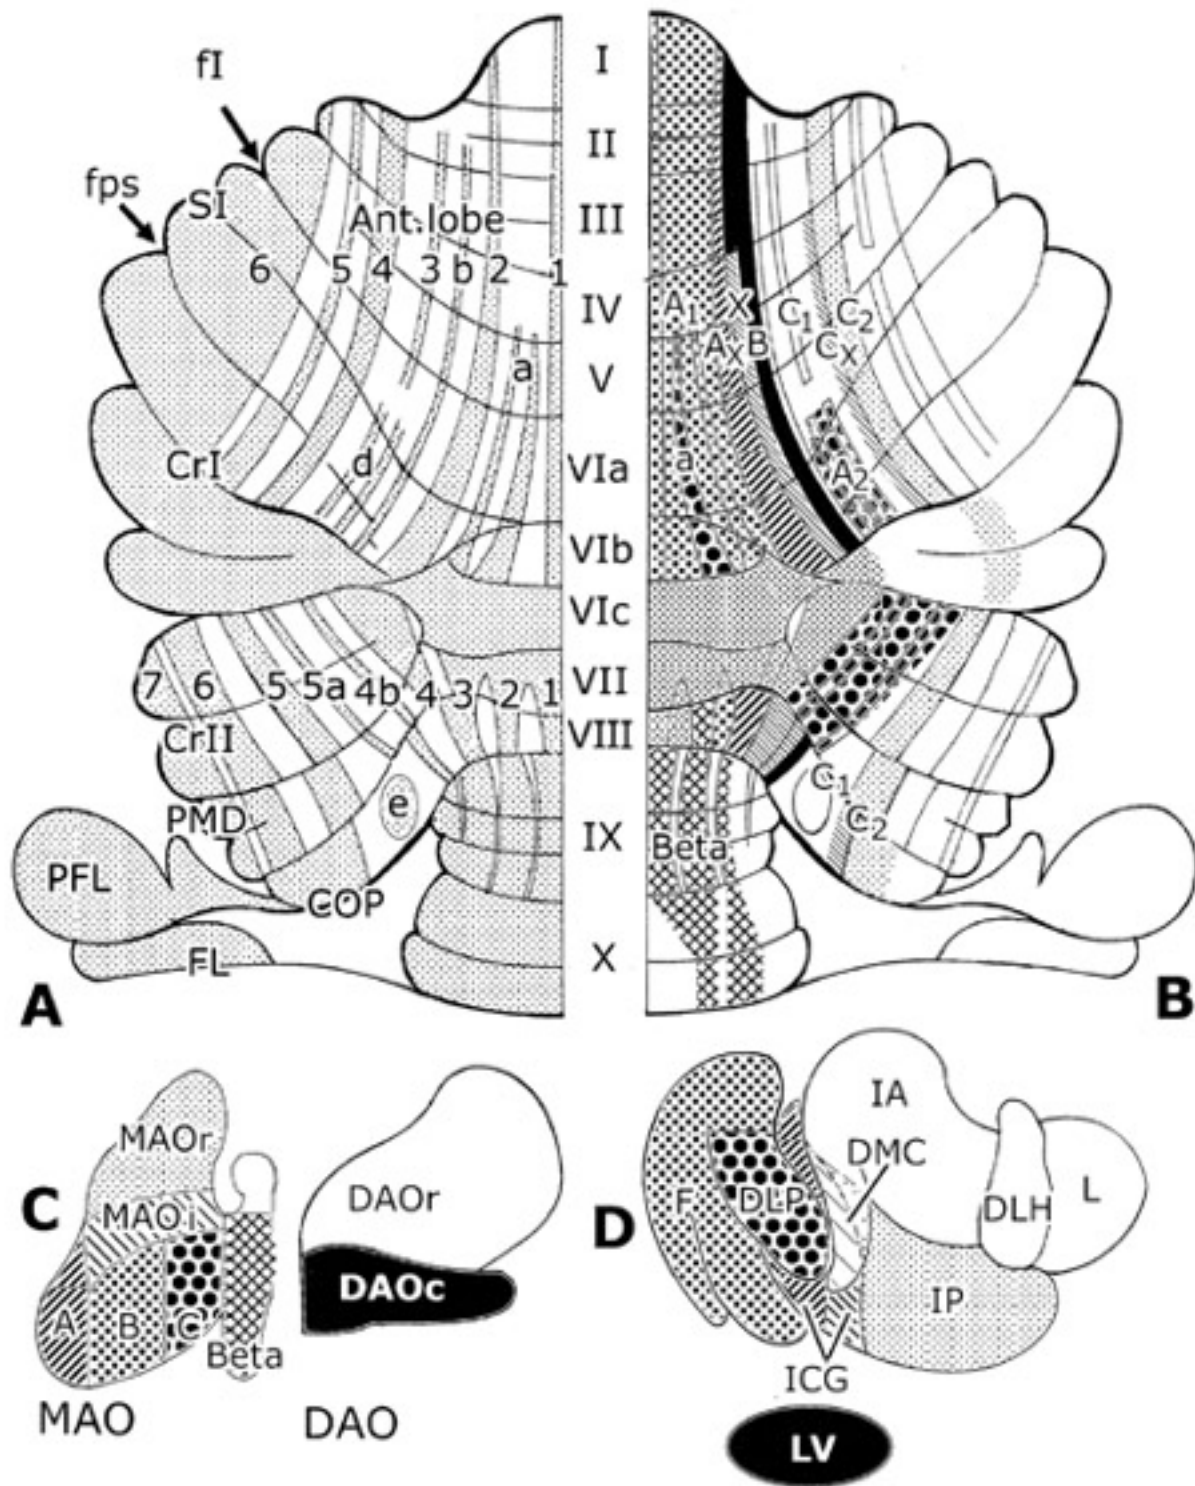 I
fI
II
fps
SI
III
Ant. lobe
6 5 4 3 b 2 1
IV
A1 X C1 C2
AX B CX
a
V
CrI
d
VIa
a
A2
VIb
VIc
7 6 5 5a 4b 4 3 2 1
VII
CrII
VIII
C1
PMD
e
IX
Beta
C2
PFL
COP
FL
X
A
B
IA
MAOr
DMC
DAOr
C
MAO i
D
F
DLP
DLH
L
DAOc
IP
A B C
Beta
ICG
MAO
DAO
LV